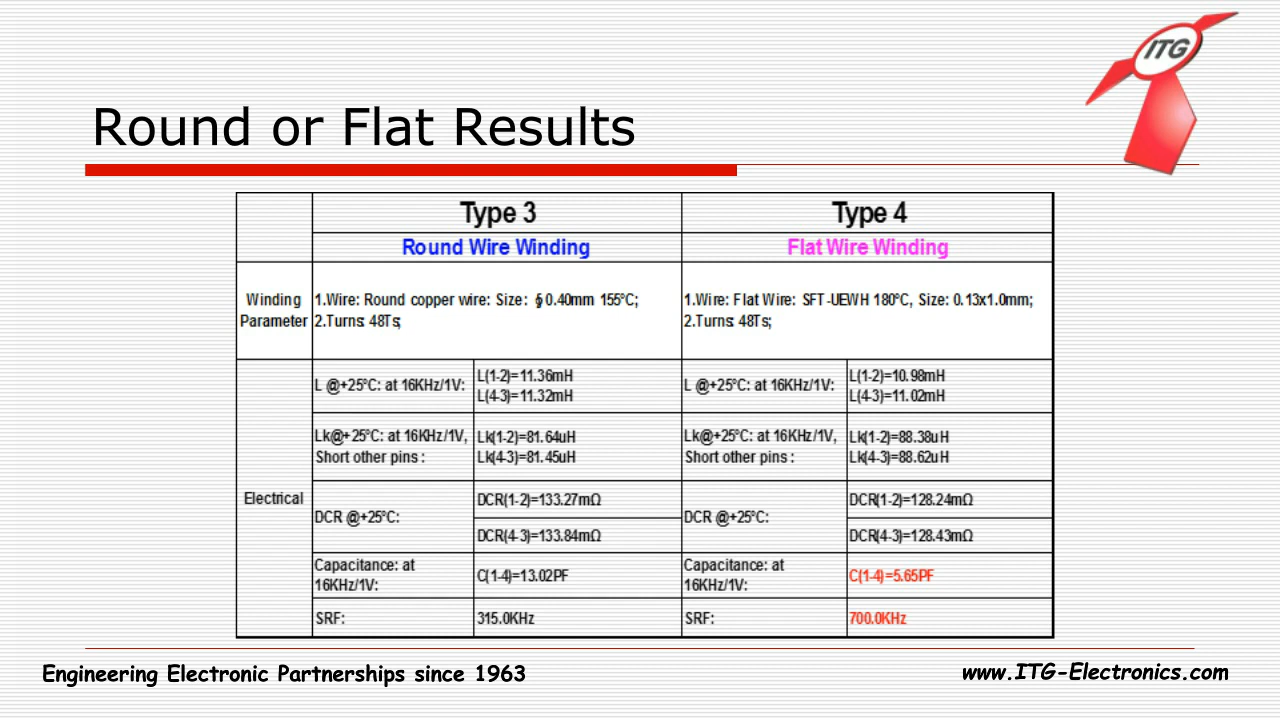 ITG
Round or Flat Results
Type 3
Type 4
Round Wire Winding
Flat Wire Winding
Winding Parameter
1.Wire: Round copper wire: Size: ∮0.40mm 155°C;
2.Turns: 48Ts;
1.Wire: Flat Wire: SFT-UEWH 180°C, Size: 0.13x1.0mm;
2.Turns: 48Ts;
Electrical
L @+25°C: at 16KHz/1V:
L(1-2)=11.36mH
L(4-3)=11.32mH
L @+25°C: at 16KHz/1V:
L(1-2)=10.98mH
L(4-3)=11.02mH
Lk@+25°C: at 16KHz/1V,
Short other pins :
Lk(1-2)=81.64uH
Lk(4-3)=81.45uH
Lk@+25°C: at 16KHz/1V,
Short other pins :
Lk(1-2)=88.38uH
Lk(4-3)=88.62uH
DCR @+25°C:
DCR(1-2)=133.27mΩ
DCR(4-3)=133.84mΩ
DCR @+25°C:
DCR(1-2)=128.24mΩ
DCR(4-3)=128.43mΩ
Capacitance: at
16KHz/1V:
C(1-4)=13.02PF
Capacitance: at
16KHz/1V:
C(1-4)=5.65PF
SRF:
315.0KHz
SRF:
700.0KHz
Engineering Electronic Partnerships since 1963
www.ITG-Electronics.com